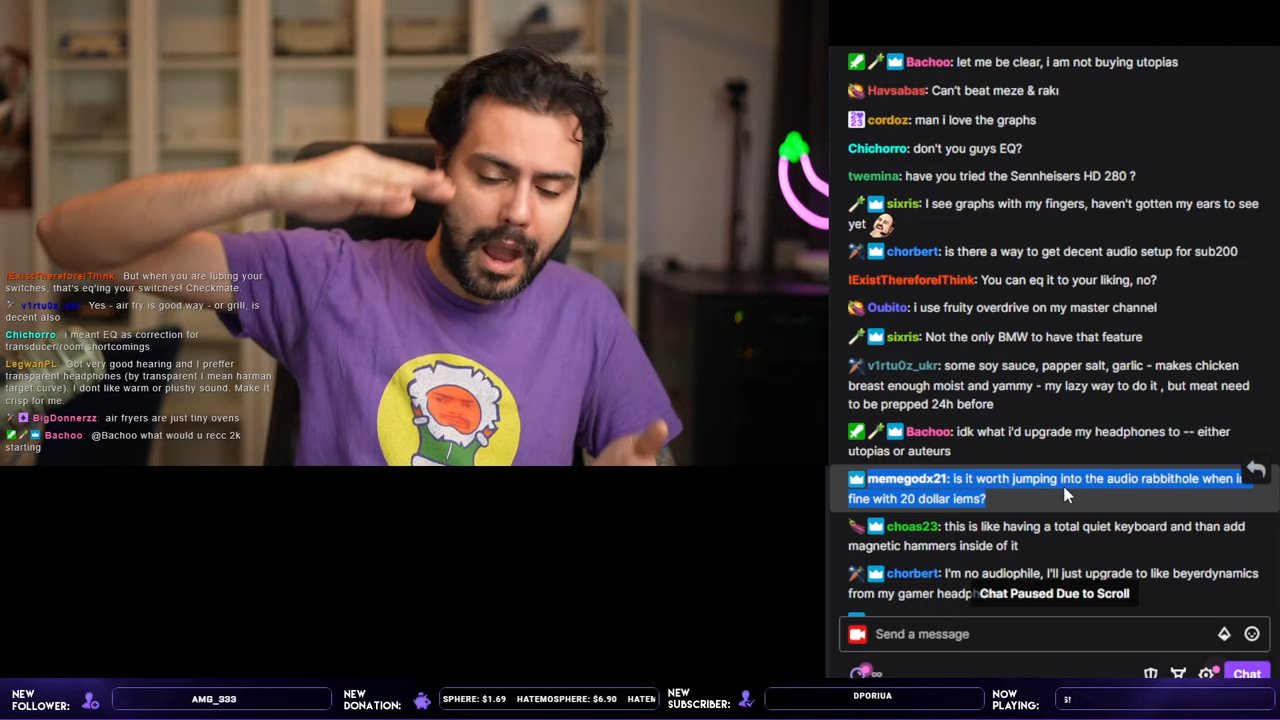 Bachoo: let me be clear, i am not buying utopias
Havsabas: Can't beat meze & rakı
cordoz: man i love the graphs
Chichorro: don't you guys EQ?
twemina: have you tried the Sennheisers HD 280 ?
sixris: I see graphs with my fingers, haven't gotten my ears to see
yet
chorbert: is there a way to get decent audio setup for sub200
IExistThereforeIThink: You can eq it to your liking, no?
Oubito: i use fruity overdrive on my master channel
sixris: Not the only BMW to have that feature
v1rtu0z_ukr: some soy sauce, papper salt, garlic - makes chicken
breast enough moist and yammy - my lazy way to do it , but meat need
to be prepped 24h before
Bachoo: idk what i'd upgrade my headphones to -- either
utopias or auteurs
memegodx21: is it worth jumping into the audio rabbithole when
fine with 20 dollar iems?
choas23: this is like having a total quiet keyboard and than add
magnetic hammers inside of it
chorbert: I'm no audiophile, I'll just upgrade to like beyerdynamics
from my gamer
Chat Paused Due to Scroll
Send a message
Chat
IExistThereforeIThink: But when you are lubing your
switches, that's eq'ing your switches! Checkmate.
Yes - air fry is good way - or grill, is
decent also
Chichorro: i meant EQ as correction for
transducer/room shortcomings
LegwanPL: Got very good hearing and I preffer
transparent headphones (by transparent I mean harman
target curve). I dont like warm or plushy sound. Make it
crisp for me.
BigDonnerzz: air fryers are just tiny ovens
Bachoo: @Bachoo what would u recc 2k
starting
NEW
FOLLOWER:
AMG_333
NEW
DONATION:
SPHERE: $1.69 HATEMOSPHERE: $6.90 HATEM
NEW
SUBSCRIBER:
DPORIUA
NOW
PLAYING:
S!